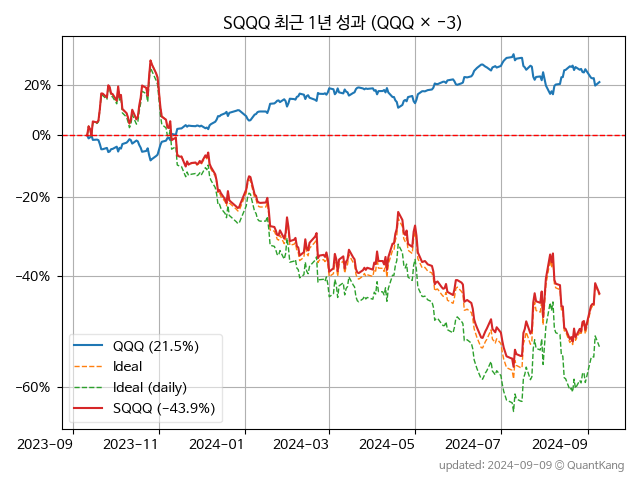 SQQQ 최근 1년 성과 (QQQ × −3)
20%
0%
−20%
−40%
−60%
QQQ (21.5%)
Ideal
Ideal (daily)
SQQQ (−43.9%)
2023−09 2023−11 2024−01 2024−03 2024−05 2024−07 2024−09
updated: 2024−09−09 © QuantKang